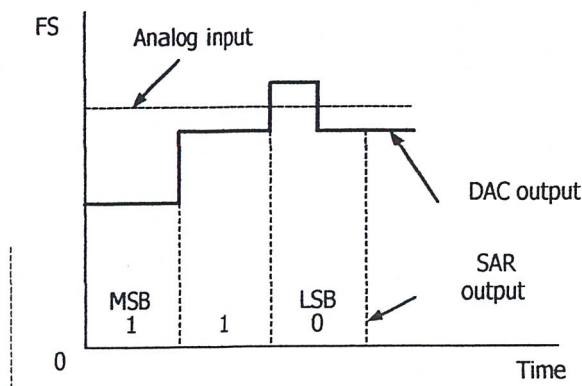 FS
Analog input
DAC output
SAR
output
MSB
LSB
1
1
0
0
Time